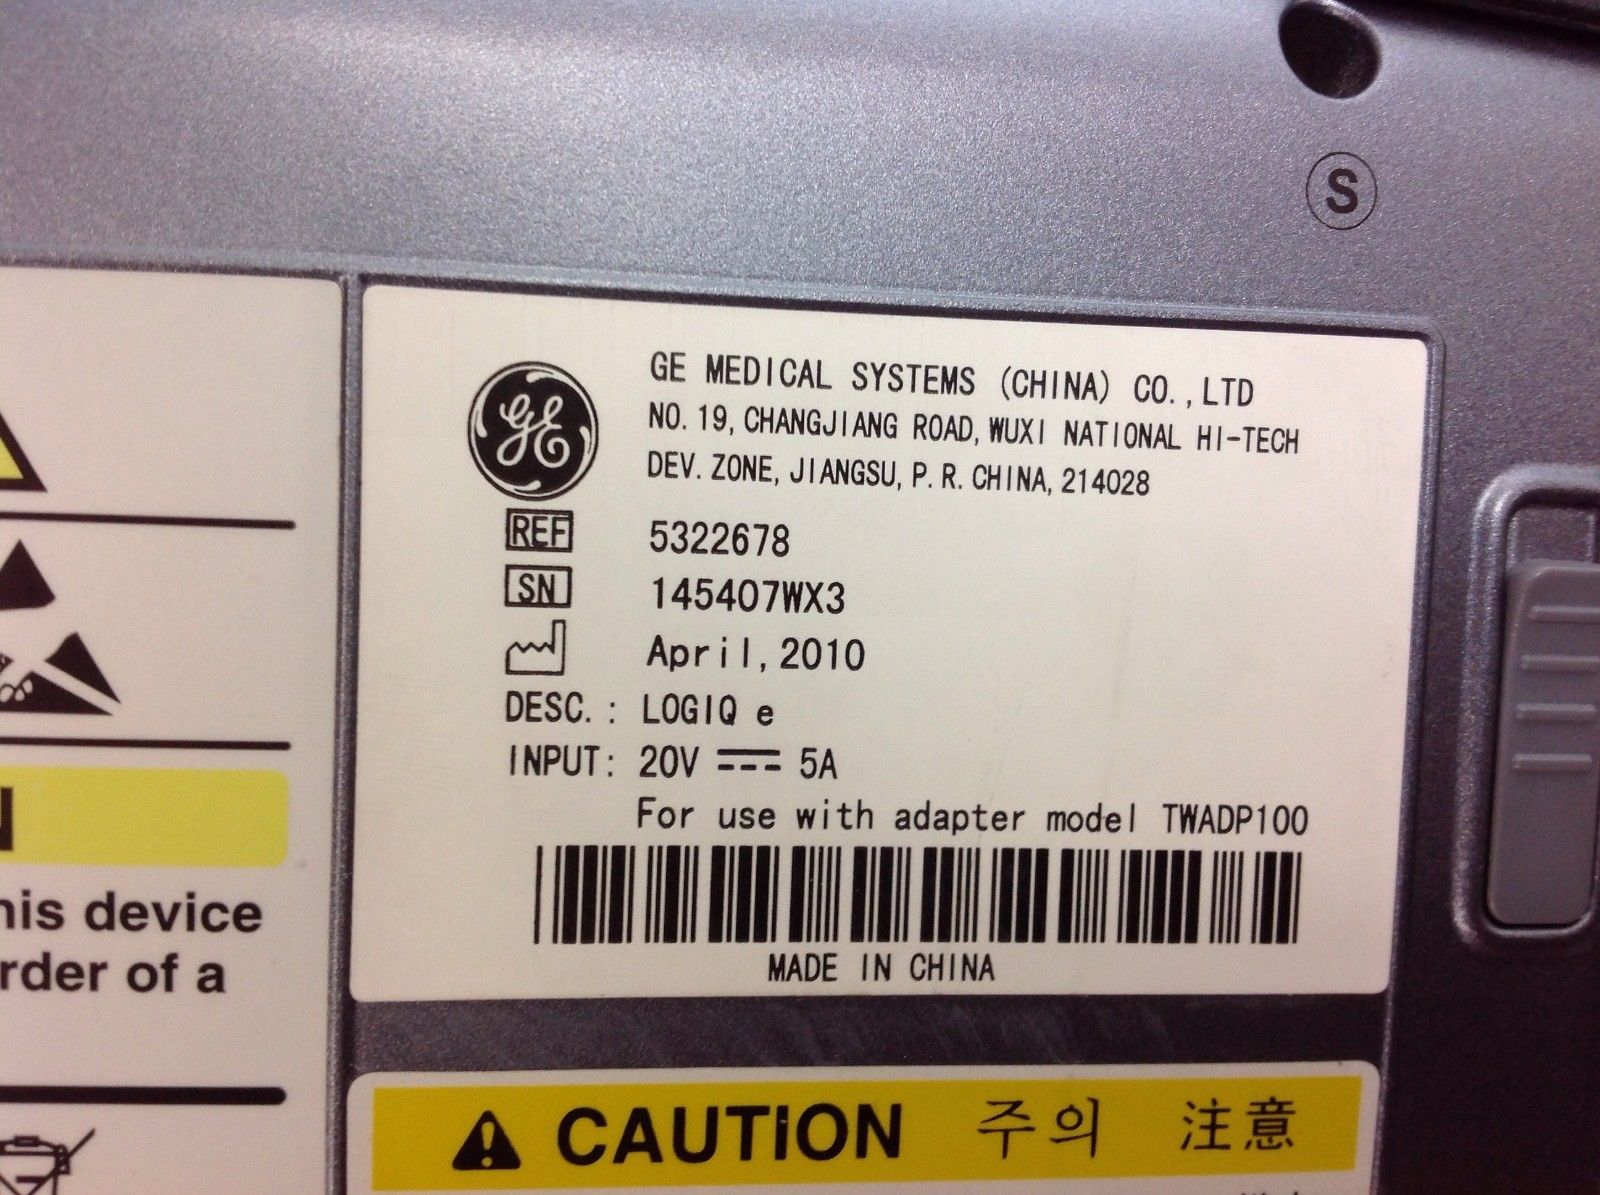 S
GE
GE MEDICAL SYSTEMS (CHINA) CO.,LTD
NO. 19, CHANGJIANG ROAD, WUXI NATIONAL HI-TECH
DEV. ZONE, JIANGSU, P. R. CHINA, 214028
REF 5322678
SN 145407WX3
April, 2010
DESC.: LOGIQ e
INPUT: 20V 5A
For use with adapter model TWADP100
MADE IN CHINA
device
of a
CAUTION 주의 注意